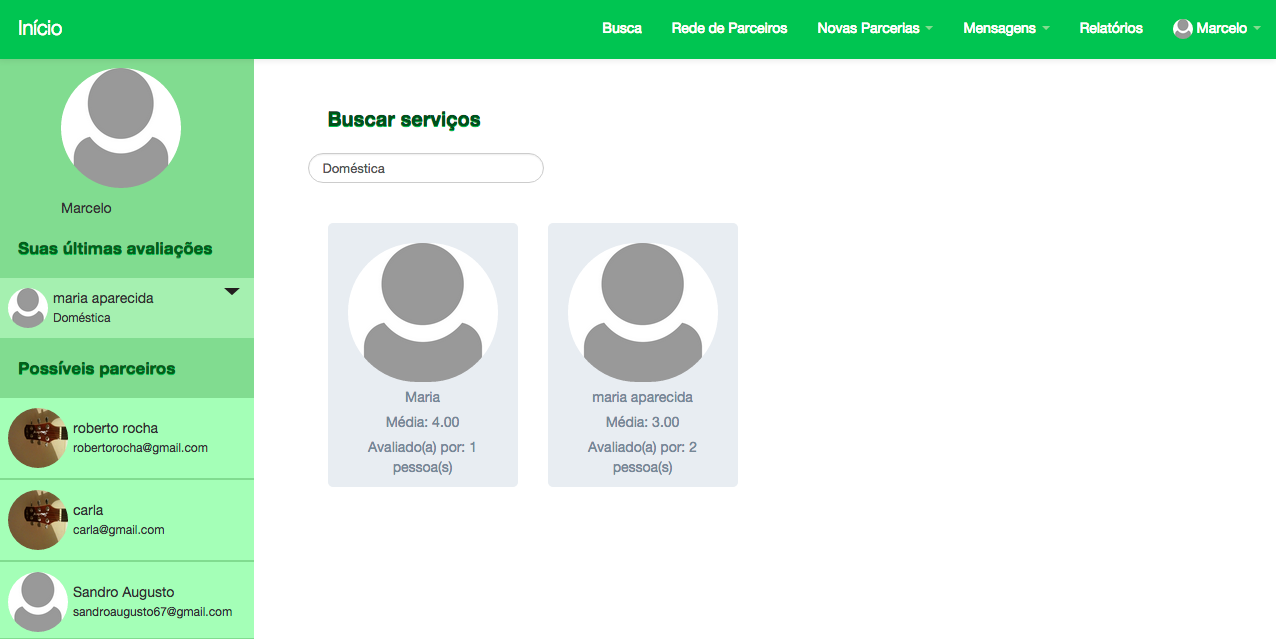 Início
Busca
Rede de Parceiros
Novas Parcerias
Mensagens
Relatórios
Marcelo
Marcelo
Suas últimas avaliações
maria aparecida
Doméstica
Possíveis parceiros
roberto rocha
robertorocha@gmail.com
carla
carla@gmail.com
Sandro Augusto
sandroaugusto67@gmail.com
Buscar serviços
Doméstica
Maria
Média: 4.00
Avaliado(a) por: 1
pessoa(s)
maria aparecida
Média: 3.00
Avaliado(a) por: 2
pessoa(s)